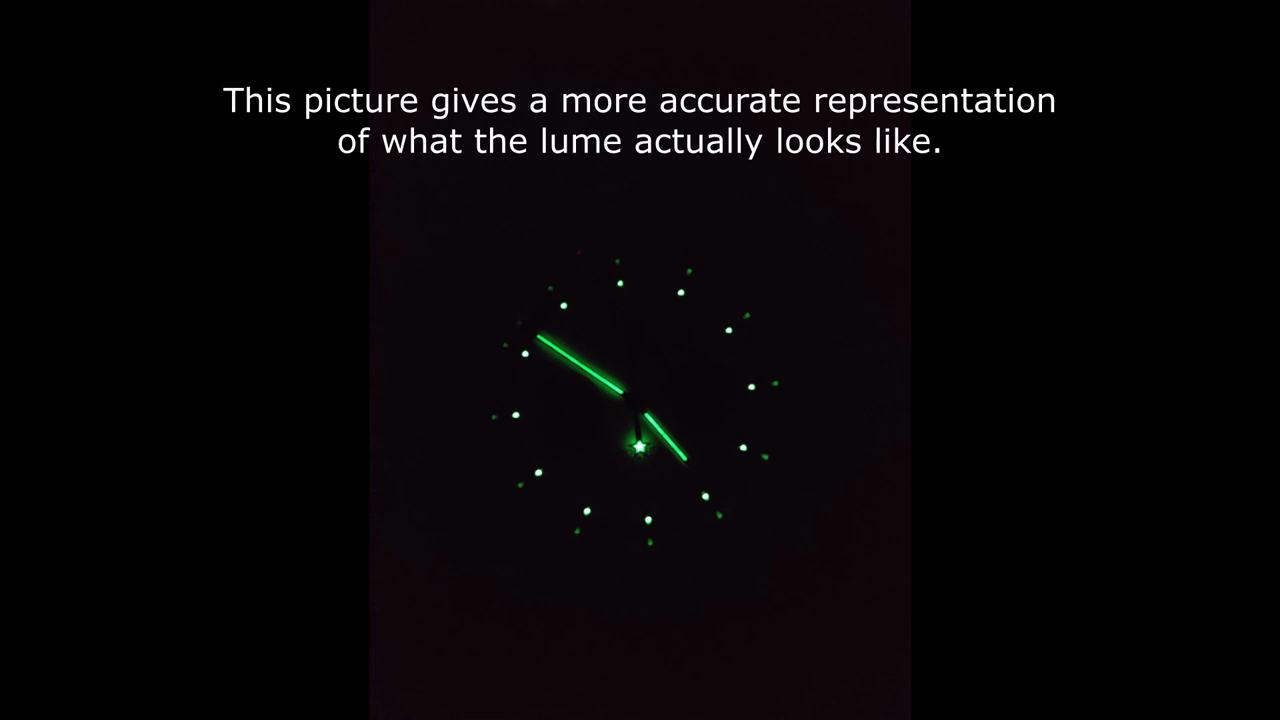 This picture gives a more accurate representation
of what the lume actually looks like.